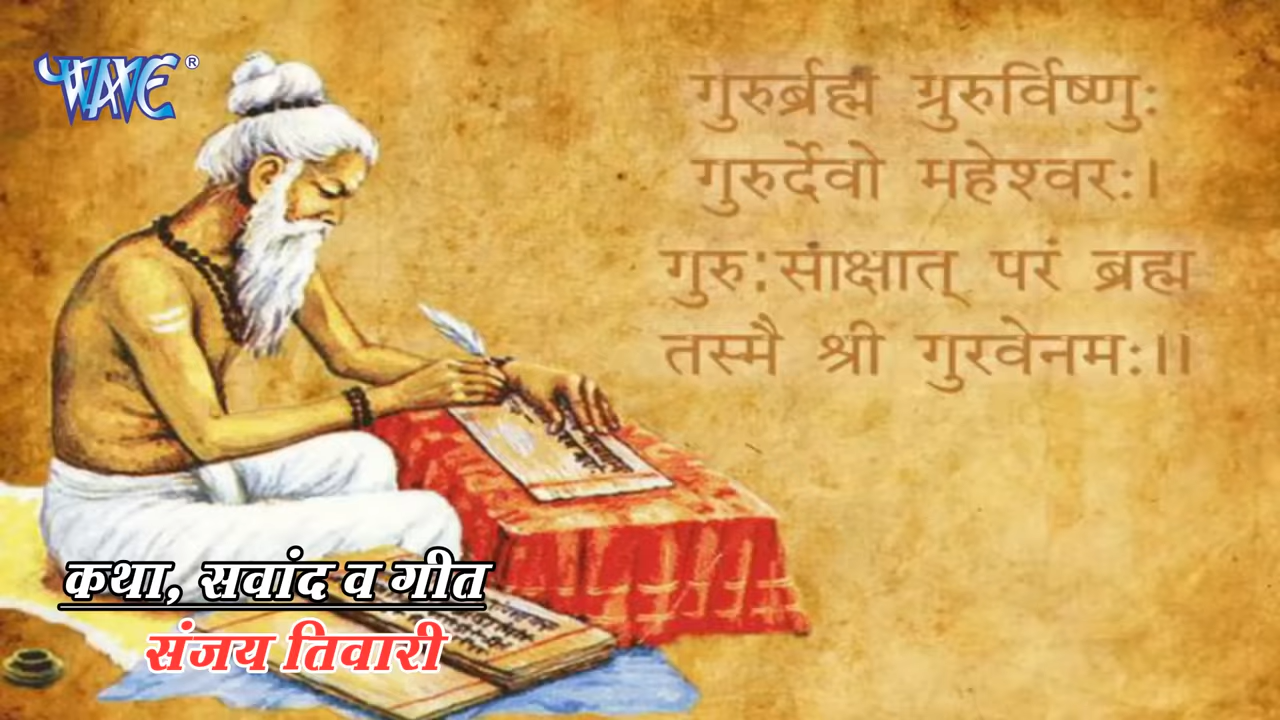 WAVE®
गुरुर्ब्रह्म ग्रुरुर्विष्णुः
गुरुर्देवो महेश्वरः।
गुरु:साक्षात् परं ब्रह्म
तस्मै श्री गुरवेनमः।।
कथा, सवांद व गीत
संजय तिवारी